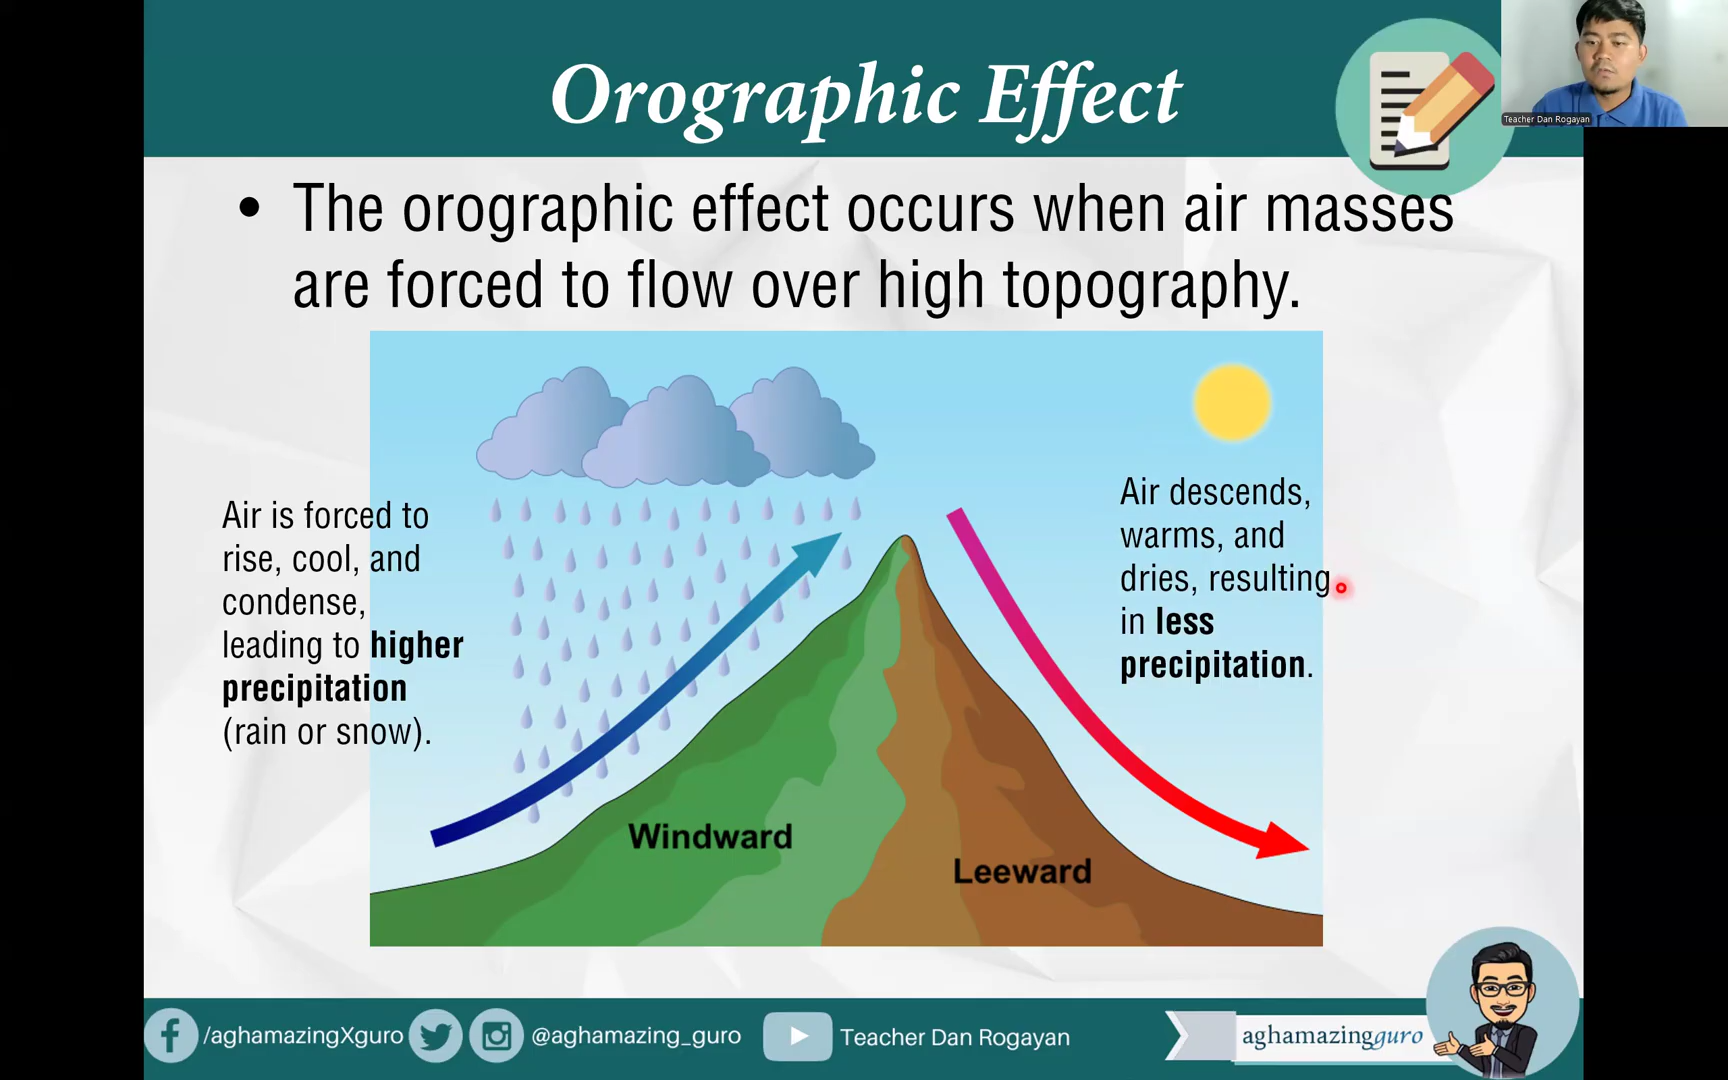 Orographic Effect
Teacher Dan Rogayan
• The orographic effect occurs when air masses
are forced to flow over high topography.
Air is forced to
rise, cool, and
condense,
leading to higher
precipitation
(rain or snow).
Air descends,
warms, and
dries, resulting
in less
precipitation.
Windward
Leeward
/aghamazingXguro
@aghamazing_guro
Teacher Dan Rogayan
aghamazingguro